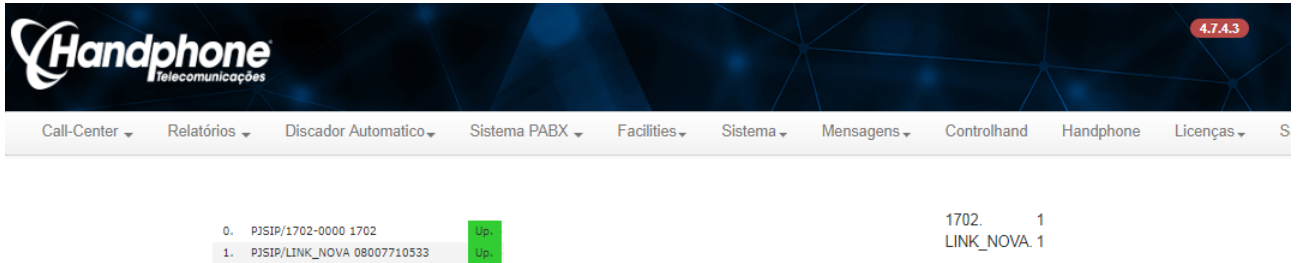 Handphone
Telecomunicações
4.7.4.3
Call-Center Relatórios Discador Automatico Sistema PABX Facilities Sistema Mensagens Controlhand Handphone Licenças S
0. PJSIP/1702-0000 1702 Up.
1. PJSIP/LINK_NOVA 08007710533 Up.
1702. 1
LINK_NOVA. 1